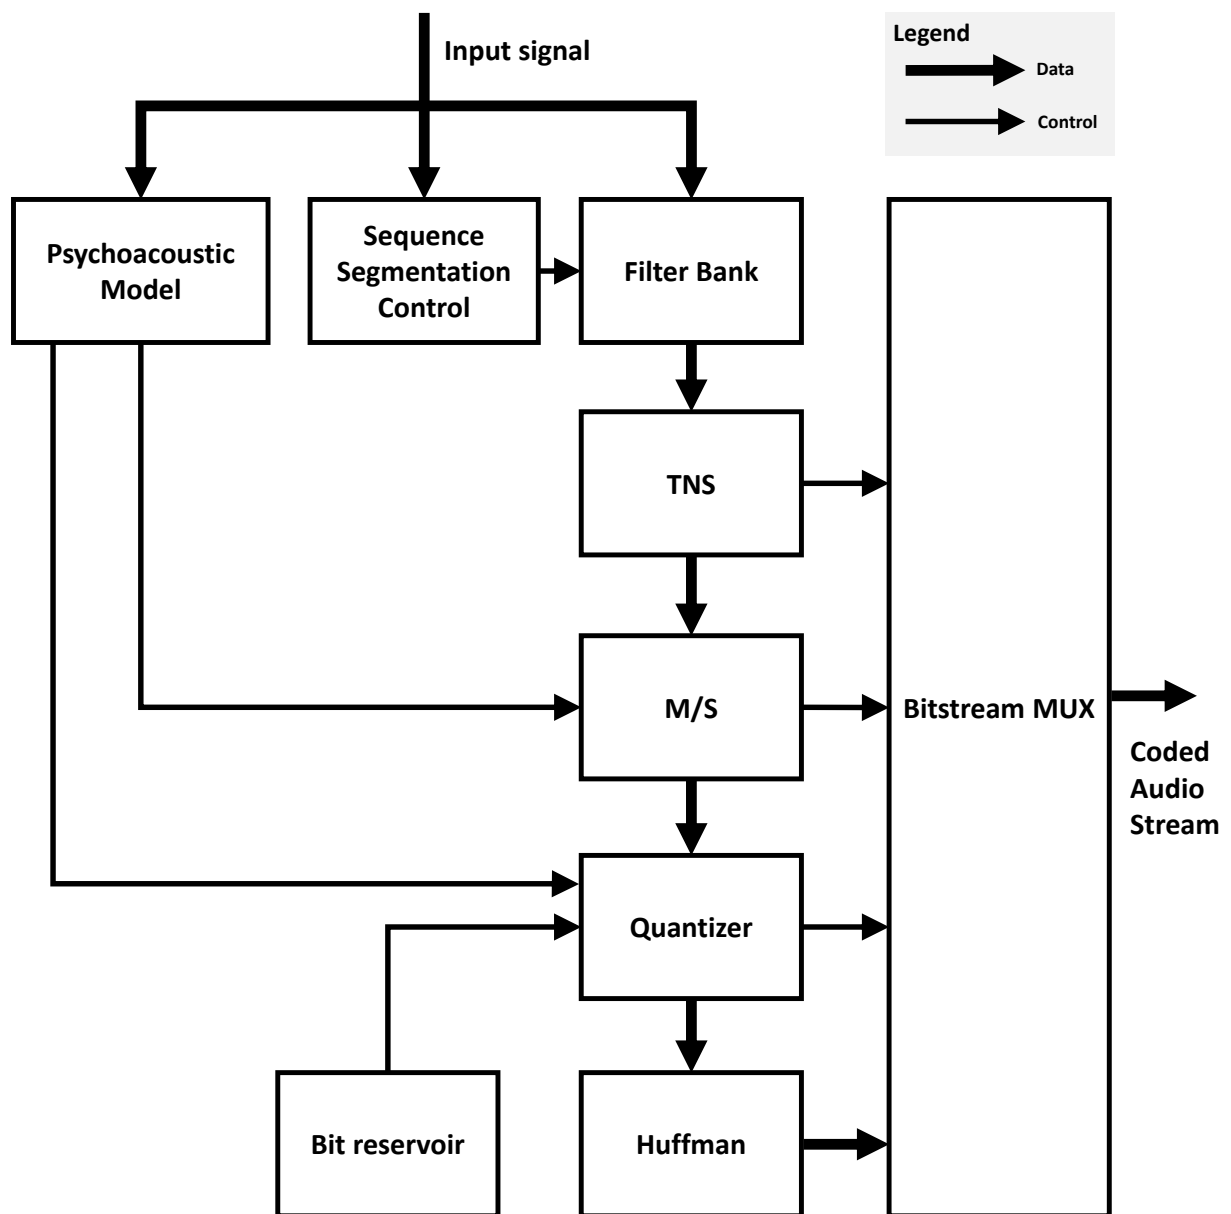 Input signal
Legend
Data
Control
Psychoacoustic
Model
Sequence
Segmentation
Control
Filter Bank
TNS
M/S
Bitstream MUX
Coded
Audio
Stream
Quantizer
Bit reservoir
Huffman